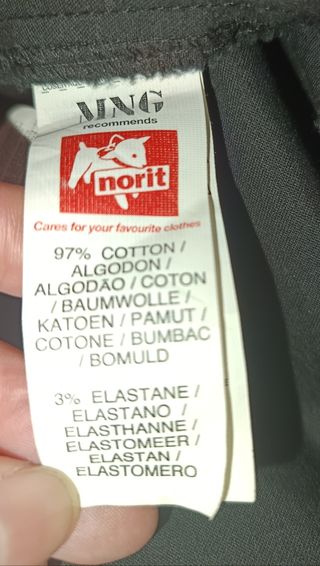 MNG
recommends
norit
Cares for your favourite clothes
97% COTTON /
ALGODON /
ALGODÃO / COTON
/ BAUMWOLLE /
KATOEN / PAMUT /
COTONE / BUMBAC
/ BOMULD
3% ELASTANE /
ELASTANO /
ELASTHANNE /
ELASTOMEER /
ELASTAN /
ELASTOMERO